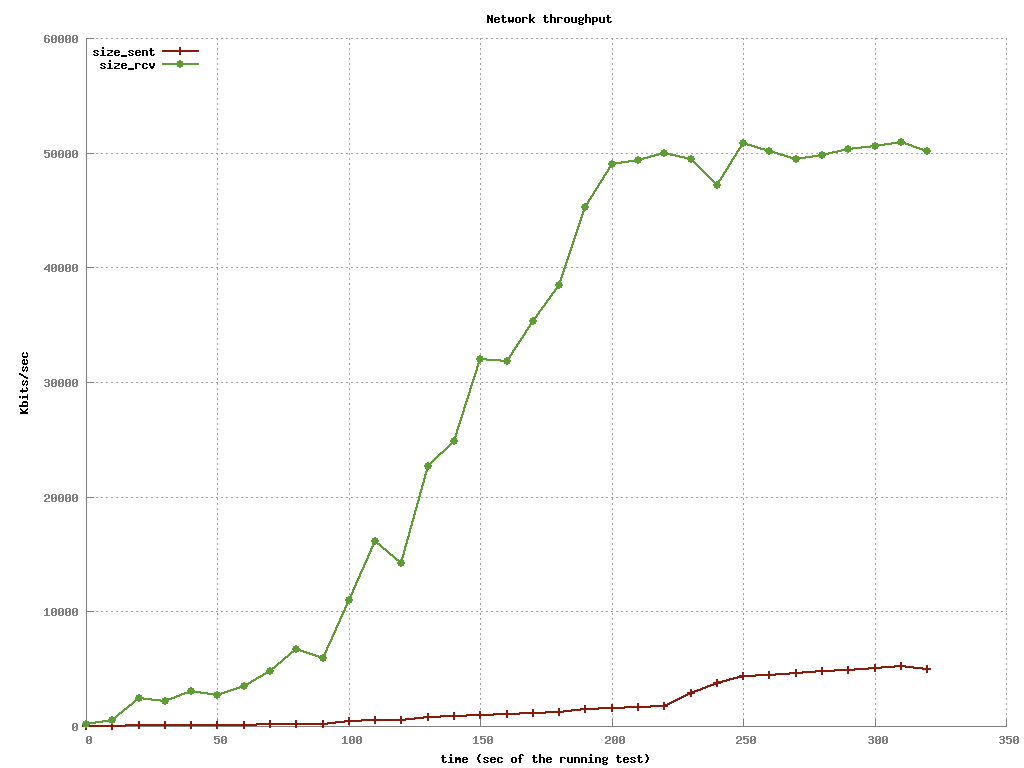 Network throughput
60000
size_sent
size_rcv
50000
40000
Kbits/sec
30000
20000
10000
0
0 50 100 150 200 250 300 350
time (sec of the running test)